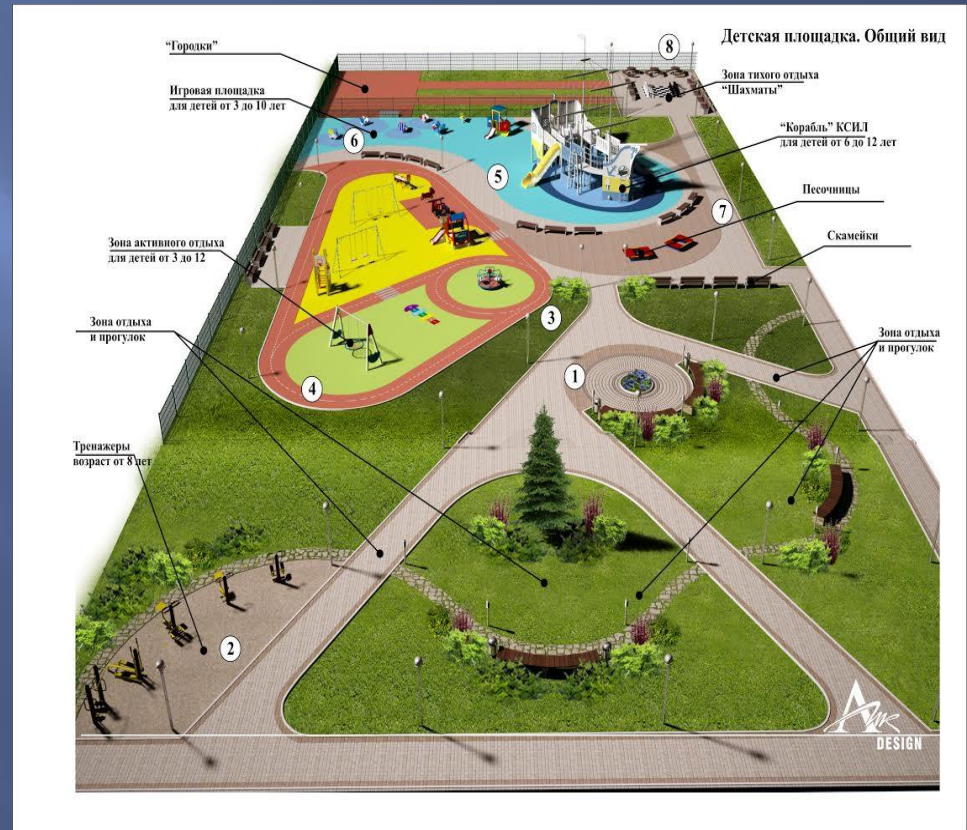 Детская площадка. Общий вид
“Городки”
8
Зона тихого отдыха
“Шахматы”
Игровая площадка
для детей от 3 до 10 лет
6
“Корабль” КСИЛ
для детей от 6 до 12 лет
5
Песочницы
7
Скамейки
Зона активного отдыха
для детей от 3 до 12
3
Зона отдыха
и прогулок
Зона отдыха
и прогулок
1
4
Тренажеры
возраст от 8 лет
2
Апк
DESIGN